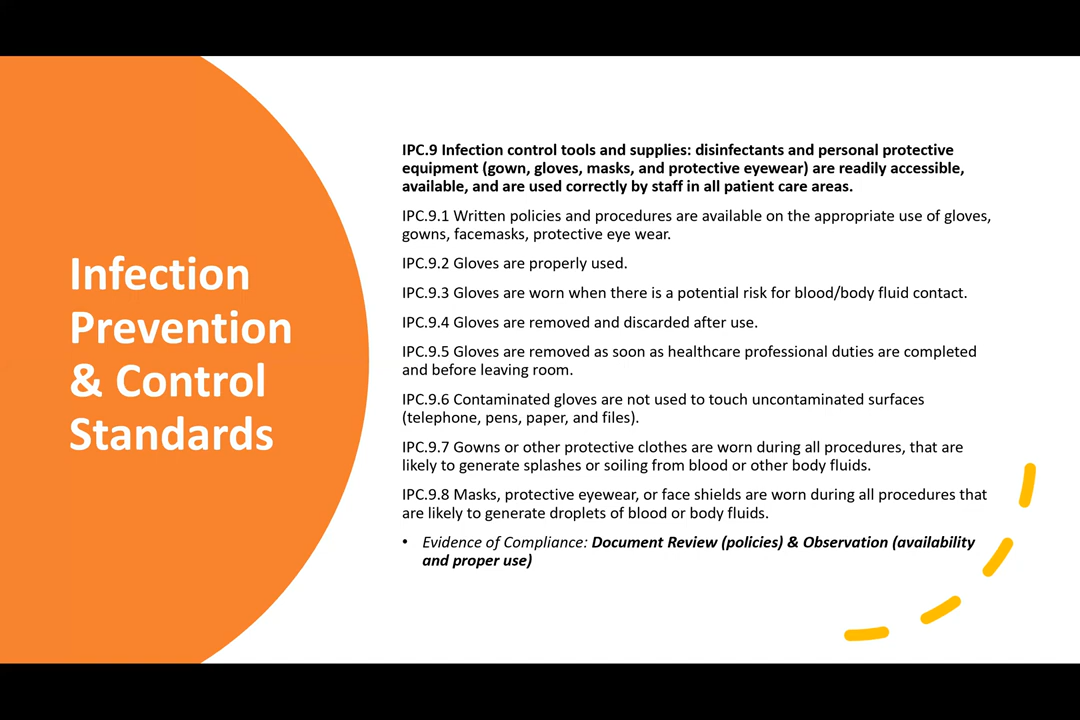 Infection
Prevention
& Control
Standards
IPC.9 Infection control tools and supplies: disinfectants and personal protective
equipment (gown, gloves, masks, and protective eyewear) are readily accessible,
available, and are used correctly by staff in all patient care areas.
IPC.9.1 Written policies and procedures are available on the appropriate use of gloves,
gowns, facemasks, protective eye wear.
IPC.9.2 Gloves are properly used.
IPC.9.3 Gloves are worn when there is a potential risk for blood/body fluid contact.
IPC.9.4 Gloves are removed and discarded after use.
IPC.9.5 Gloves are removed as soon as healthcare professional duties are completed
and before leaving room.
IPC.9.6 Contaminated gloves are not used to touch uncontaminated surfaces
(telephone, pens, paper, and files).
IPC.9.7 Gowns or other protective clothes are worn during all procedures, that are
likely to generate splashes or soiling from blood or other body fluids.
IPC.9.8 Masks, protective eyewear, or face shields are worn during all procedures that
are likely to generate droplets of blood or body fluids.
• Evidence of Compliance: Document Review (policies) & Observation (availability
and proper use)